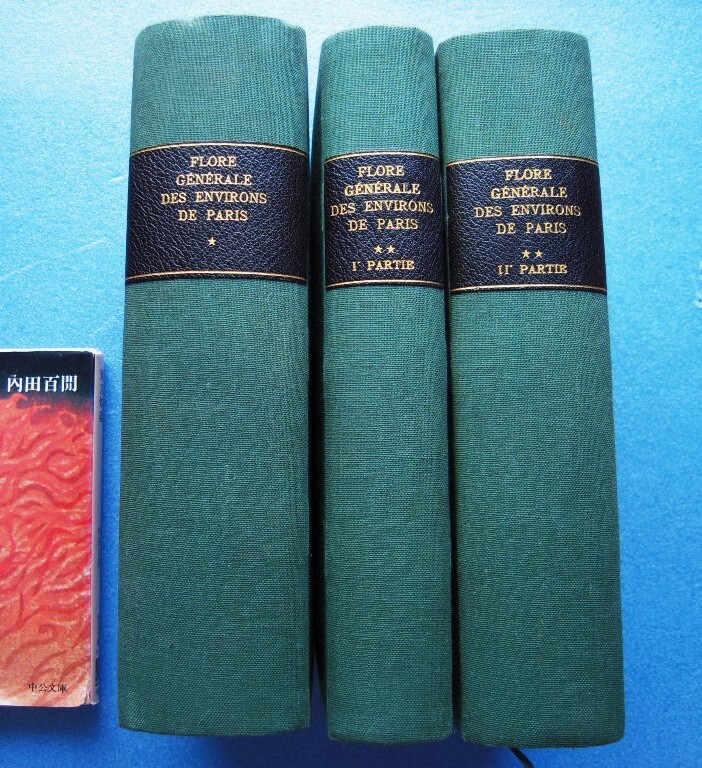 FLORE
GÉNÉRALE
DES ENVIRONS
DE PARIS
★
FLORE
GÉNÉRALE
DES ENVIRONS
DE PARIS
★★
Iᵉ PARTIE
FLORE
GÉNÉRALE
DES ENVIRONS
DE PARIS
★★
IIᵉ PARTIE
內田百閒
中公文庫